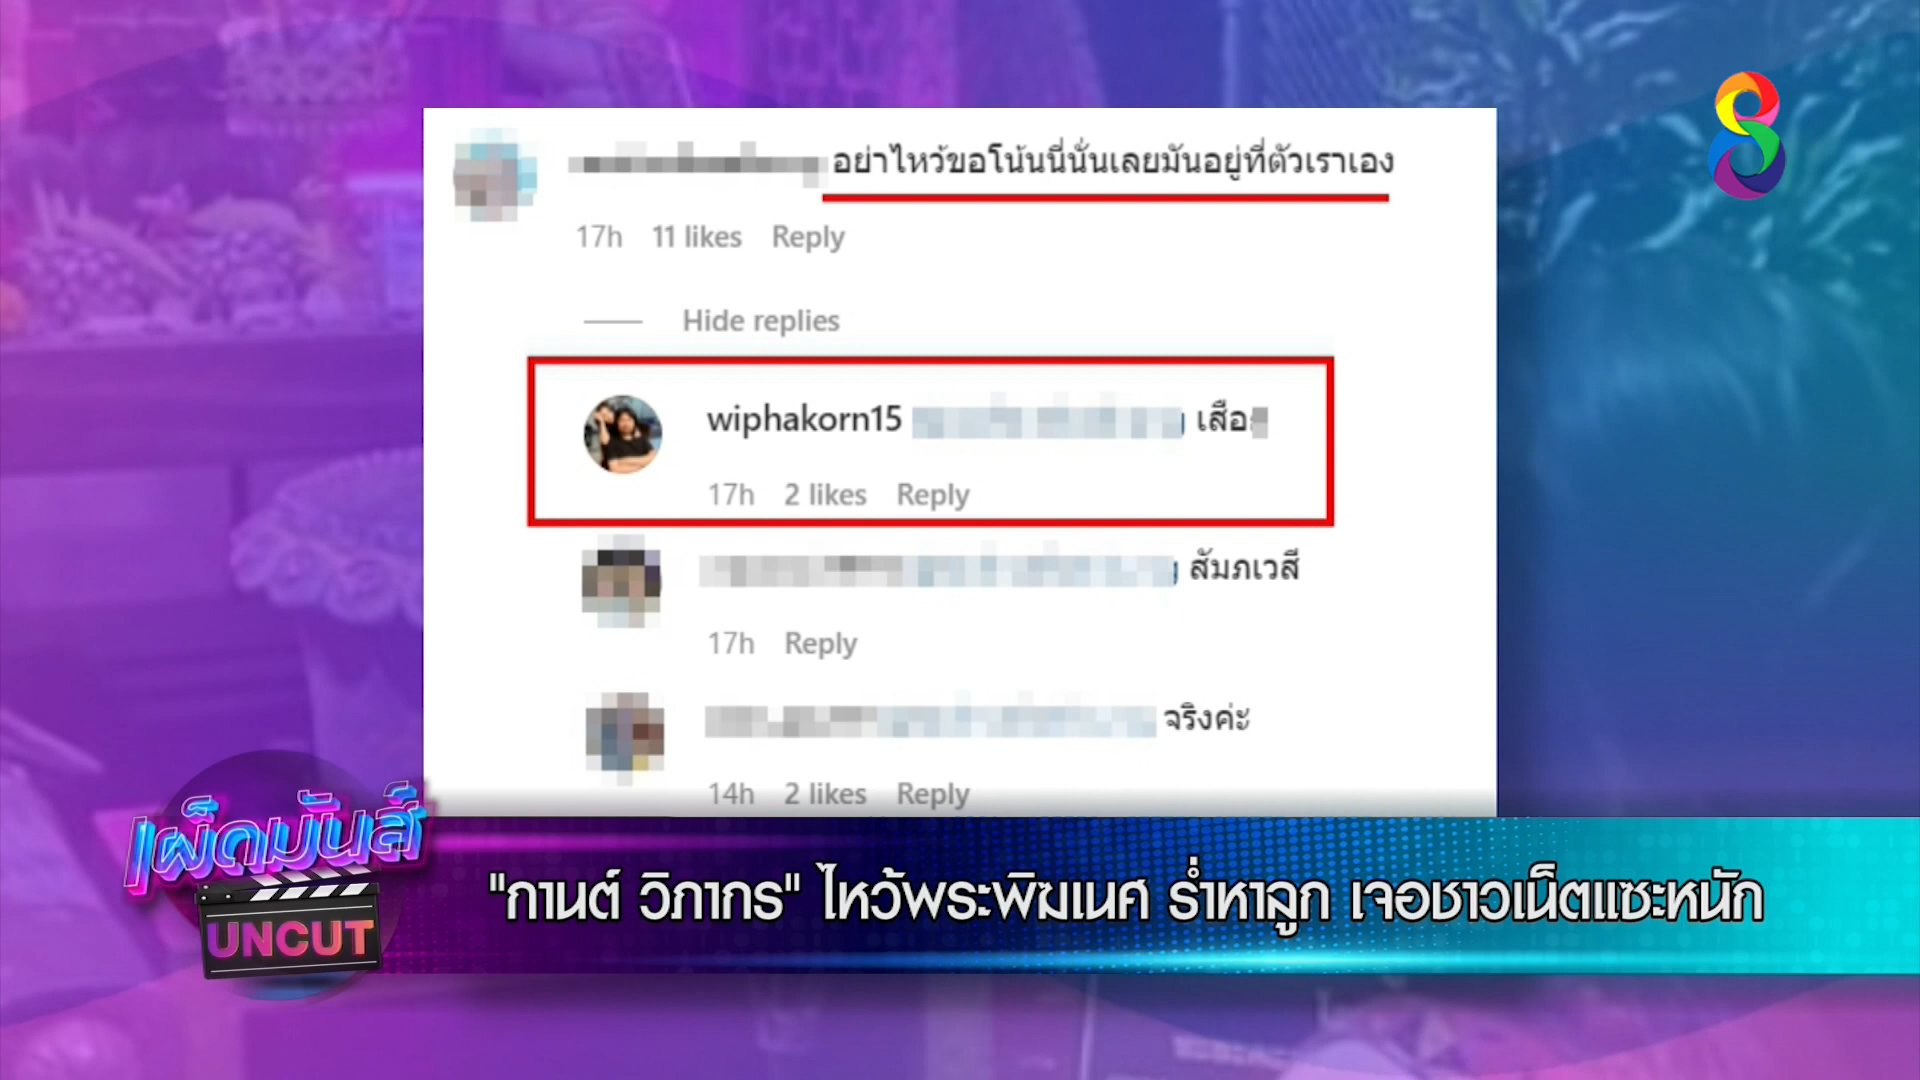 อย่าไหว้ขอโน้นนี่นั่นเลยมันอยู่ที่ตัวเราเอง
17h 11 likes Reply
Hide replies
wiphakorn15
17h 2 likes Reply
สัมภเวสี
17h Reply
จริงค่ะ
14h 2 likes Reply
8
เผ็ดมันส์
UNCUT
"กานต์ วิภากร" ไหว้พระพิฆเนศ ร่ำหาลูก เจอชาวเน็ตแซะหนัก